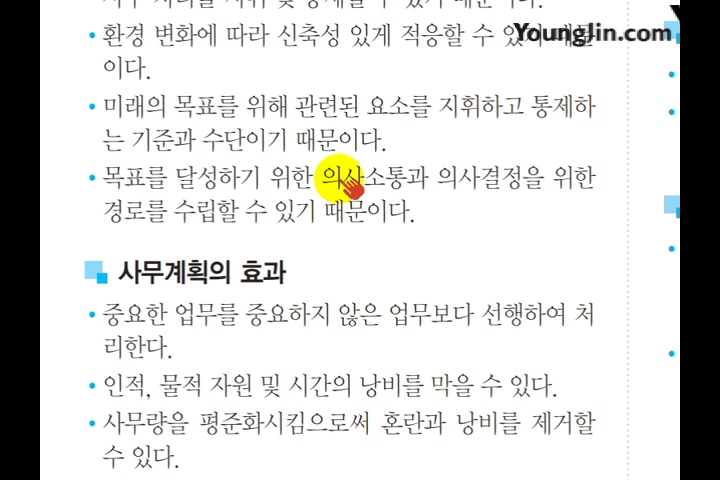 Younglin.com
• 환경 변화에 따라 신축성 있게 적응할 수 있기 때문
이다.
• 미래의 목표를 위해 관련된 요소를 지휘하고 통제하
는 기준과 수단이기 때문이다.
• 목표를 달성하기 위한 의사소통과 의사결정을 위한
경로를 수립할 수 있기 때문이다.
사무계획의 효과
• 중요한 업무를 중요하지 않은 업무보다 선행하여 처
리한다.
• 인적, 물적 자원 및 시간의 낭비를 막을 수 있다.
• 사무량을 평준화시킴으로써 혼란과 낭비를 제거할
수 있다.